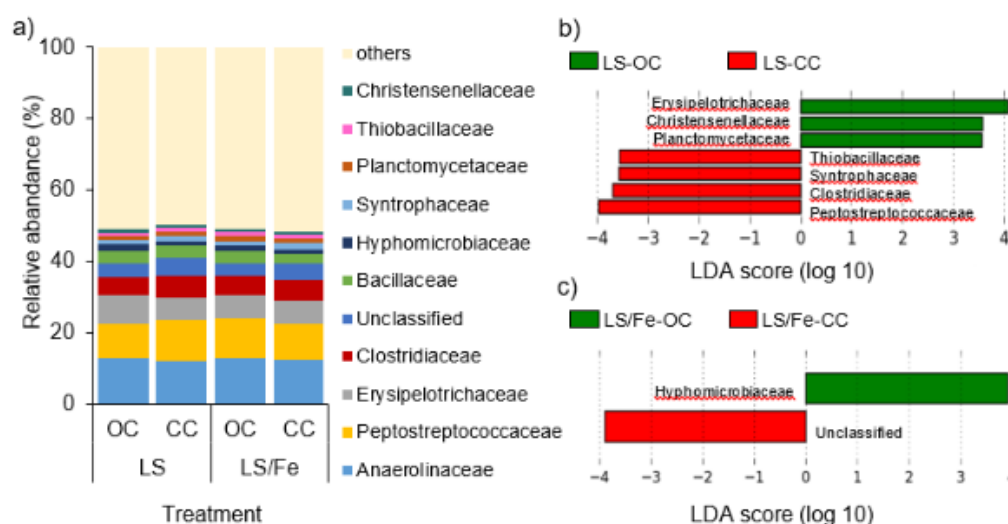 a)
Relative abundance (%)
100
80
60
40
20
0
OC
CC
OC
CC
LS
LS/Fe
Treatment
others
Christensenellaceae
Thiobacillaceae
Planctomycetaceae
Syntrophaceae
Hyphomicrobiaceae
Bacillaceae
Unclassified
Clostridiaceae
Erysipelotrichaceae
Peptostreptococcaceae
Anaerolinaceae
b)
LS-OC
LS-CC
Erysipelotrichaceae
Christensenellaceae
Planctomycetaceae
Thiobacillaceae
Syntrophaceae
Clostridiaceae
Peptostreptococcaceae
−4 −3 −2 −1 0 1 2 3 4
LDA score (log 10)
c)
LS/Fe-OC
LS/Fe-CC
Hyphomicrobiaceae
Unclassified
−4 −3 −2 −1 0 1 2 3 4
LDA score (log 10)